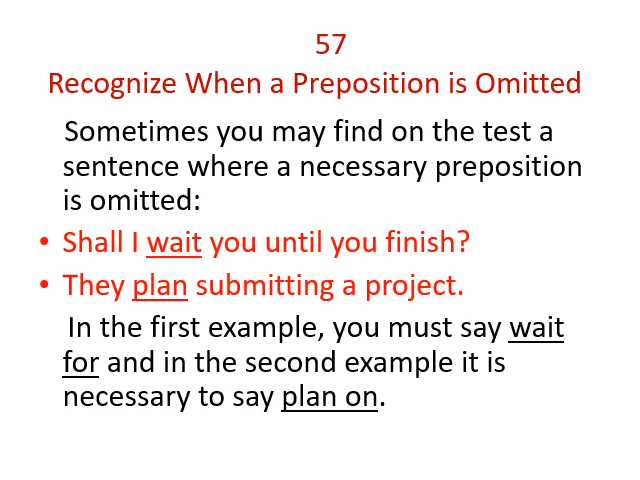 57
Recognize When a Preposition is Omitted
Sometimes you may find on the test a
sentence where a necessary preposition
is omitted:
• Shall I wait you until you finish?
• They plan submitting a project.
In the first example, you must say wait
for and in the second example it is
necessary to say plan on.